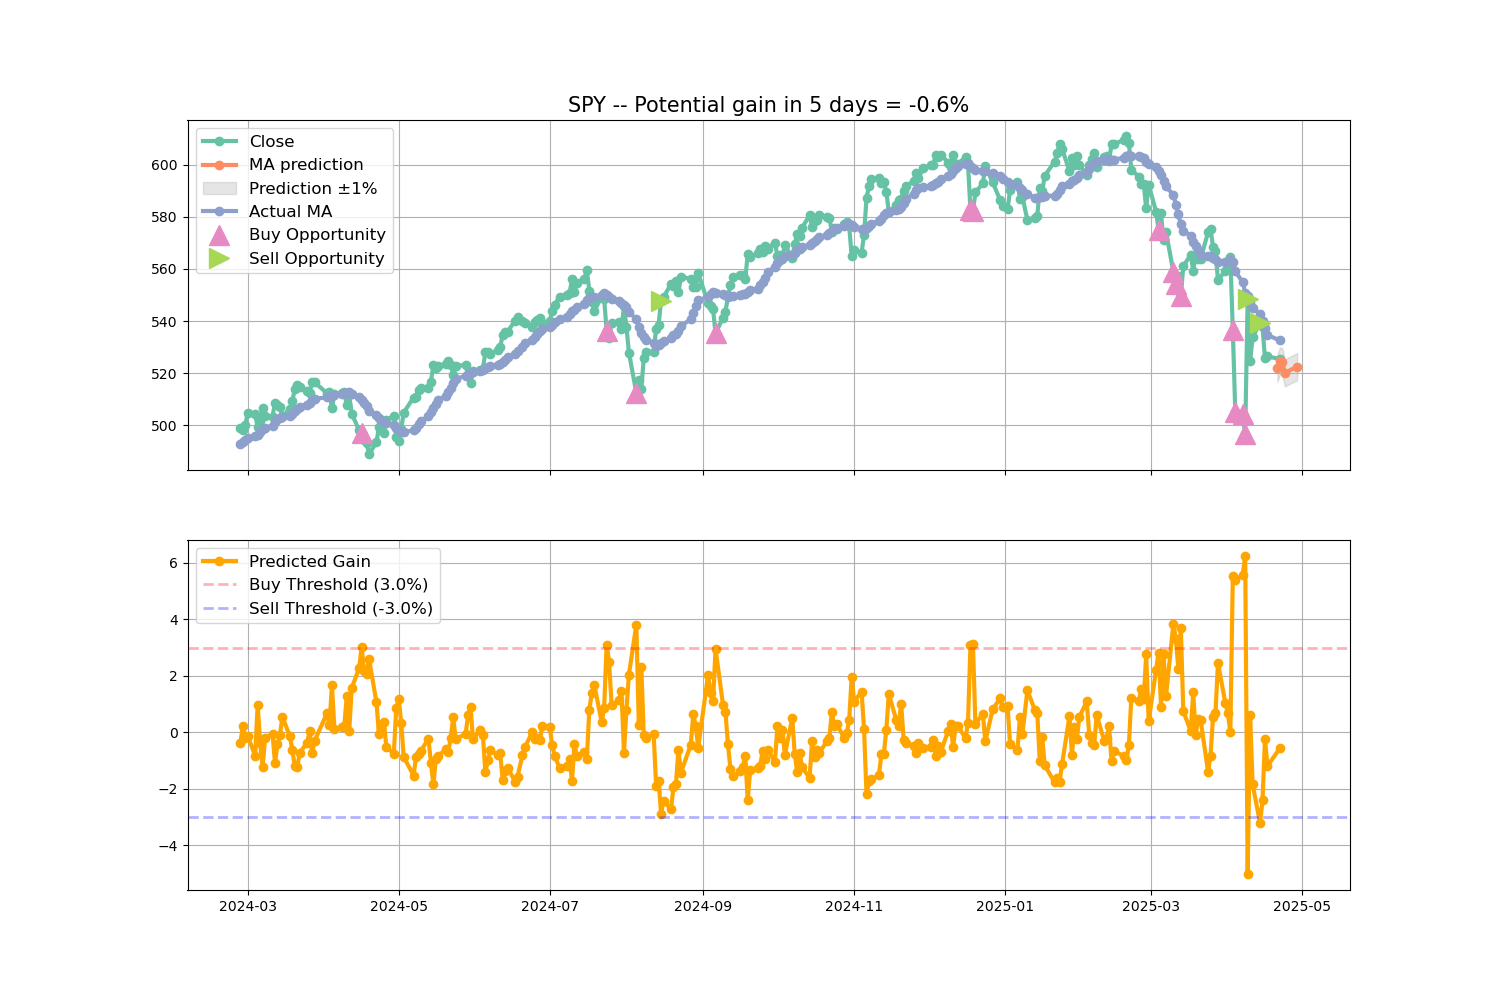 SPY -- Potential gain in 5 days = -0.6%
Close
MA prediction
Prediction ±1%
Actual MA
Buy Opportunity
Sell Opportunity
600
580
560
540
520
500
Predicted Gain
Buy Threshold (3.0%)
Sell Threshold (-3.0%)
6
4
2
0
−2
−4
2024-03 2024-05 2024-07 2024-09 2024-11 2025-01 2025-03 2025-05